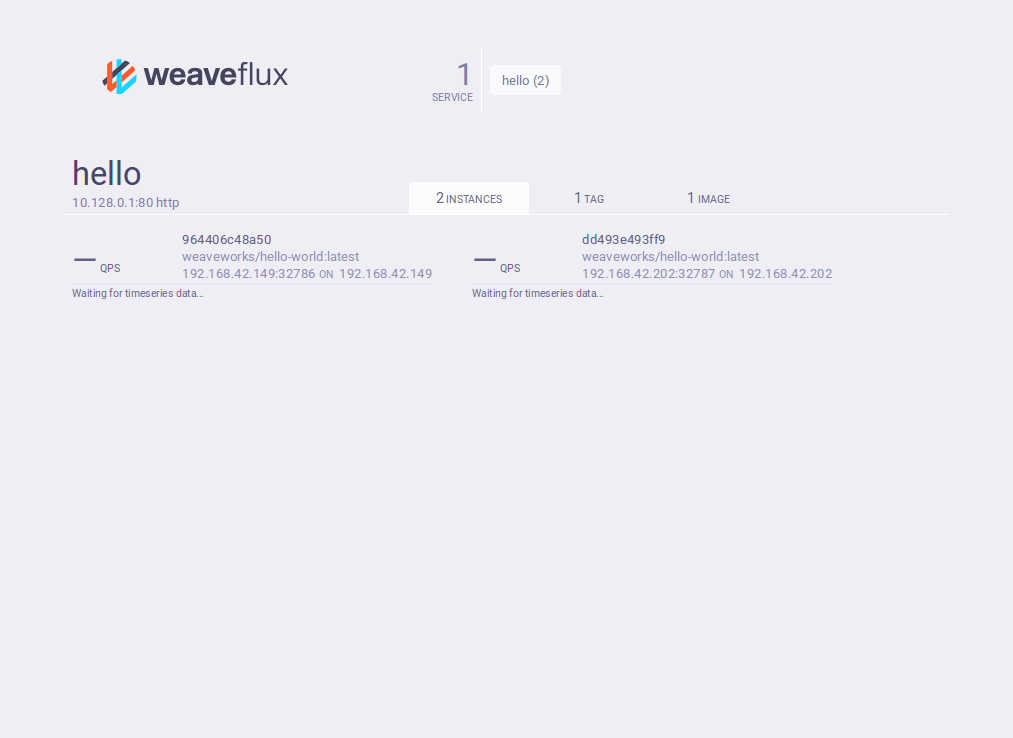 weaveflux
1
SERVICE
hello (2)
hello
10.128.0.1:80 http
2 INSTANCES
1 TAG
1 IMAGE
— QPS
964406c48a50
weaveworks/hello-world:latest
192.168.42.149:32786 ON 192.168.42.149
Waiting for timeseries data...
— QPS
dd493e493ff9
weaveworks/hello-world:latest
192.168.42.202:32787 ON 192.168.42.202
Waiting for timeseries data...